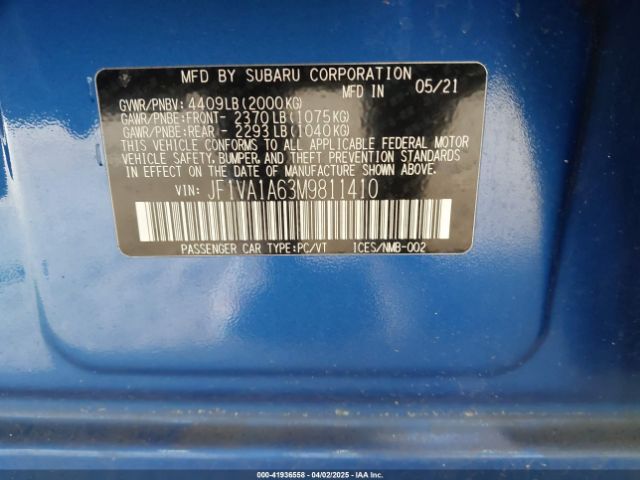 MFD BY SUBARU CORPORATION
MFD IN 05/21
GVWR/PNBV: 4409LB(2000KG)
GAWR/PNBE:FRONT- 2370LB(1075KG)
GAWR/PNBE:REAR - 2293LB(1040KG)
THIS VEHICLE CONFORMS TO ALL APPLICABLE FEDERAL MOTOR
VEHICLE SAFETY, BUMPER, AND THEFT PREVENTION STANDARDS
IN EFFECT ON THE DATE OF MANUFACTURE SHOWN ABOVE.
VIN: JF1VA1A63M9811410
PASSENGER CAR TYPE:PC/VT ICES/NMB-002
000-41936558 - 04/02/2025 - IAAI.COM